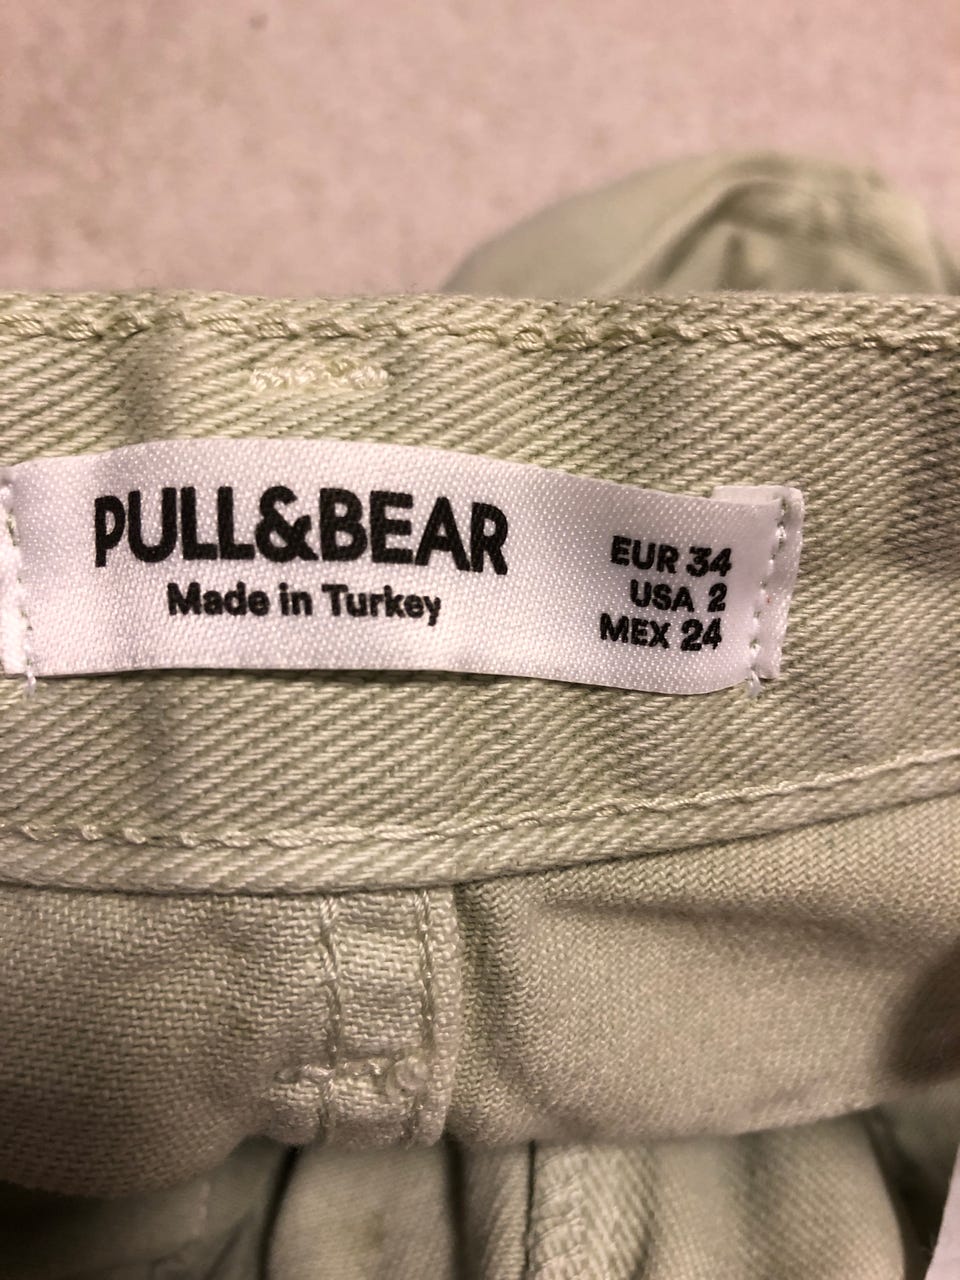 PULL&BEAR
Made in Turkey
EUR 34
USA 2
MEX 24